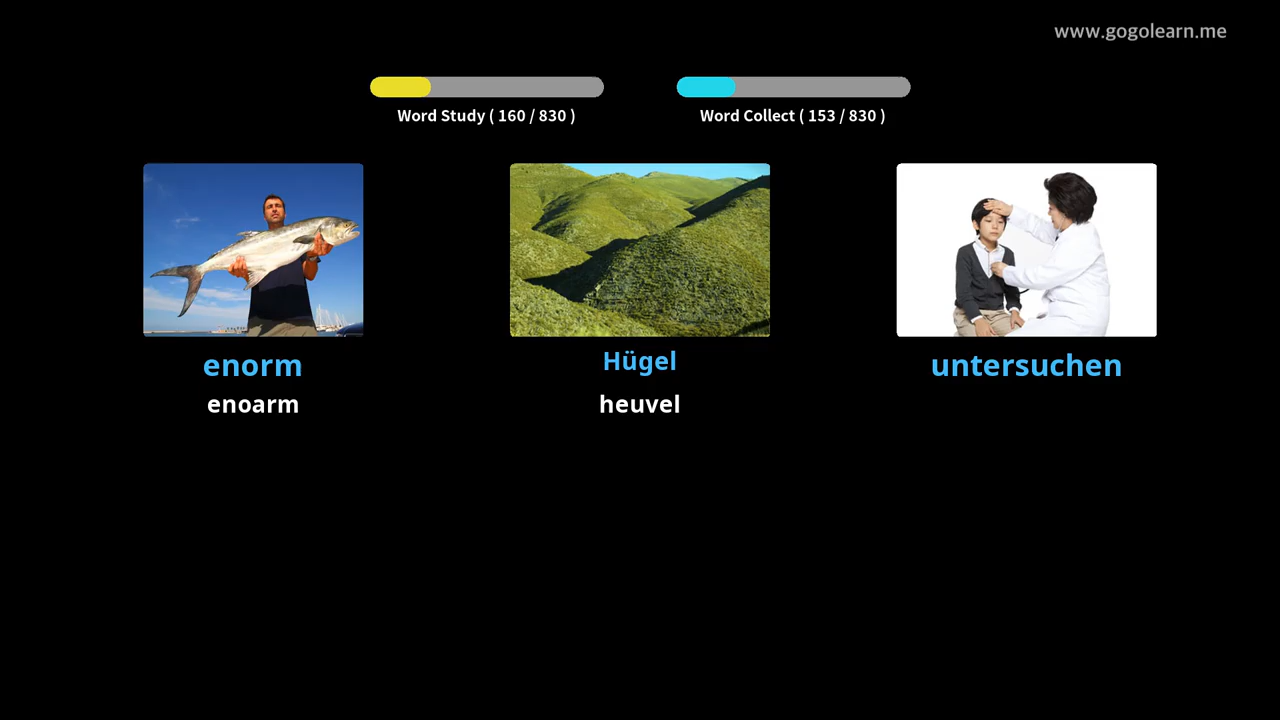 www.gogolearn.me
Word Study ( 160 / 830 )
Word Collect ( 153 / 830 )
enorm
Hügel
untersuchen
enoarm
heuvel